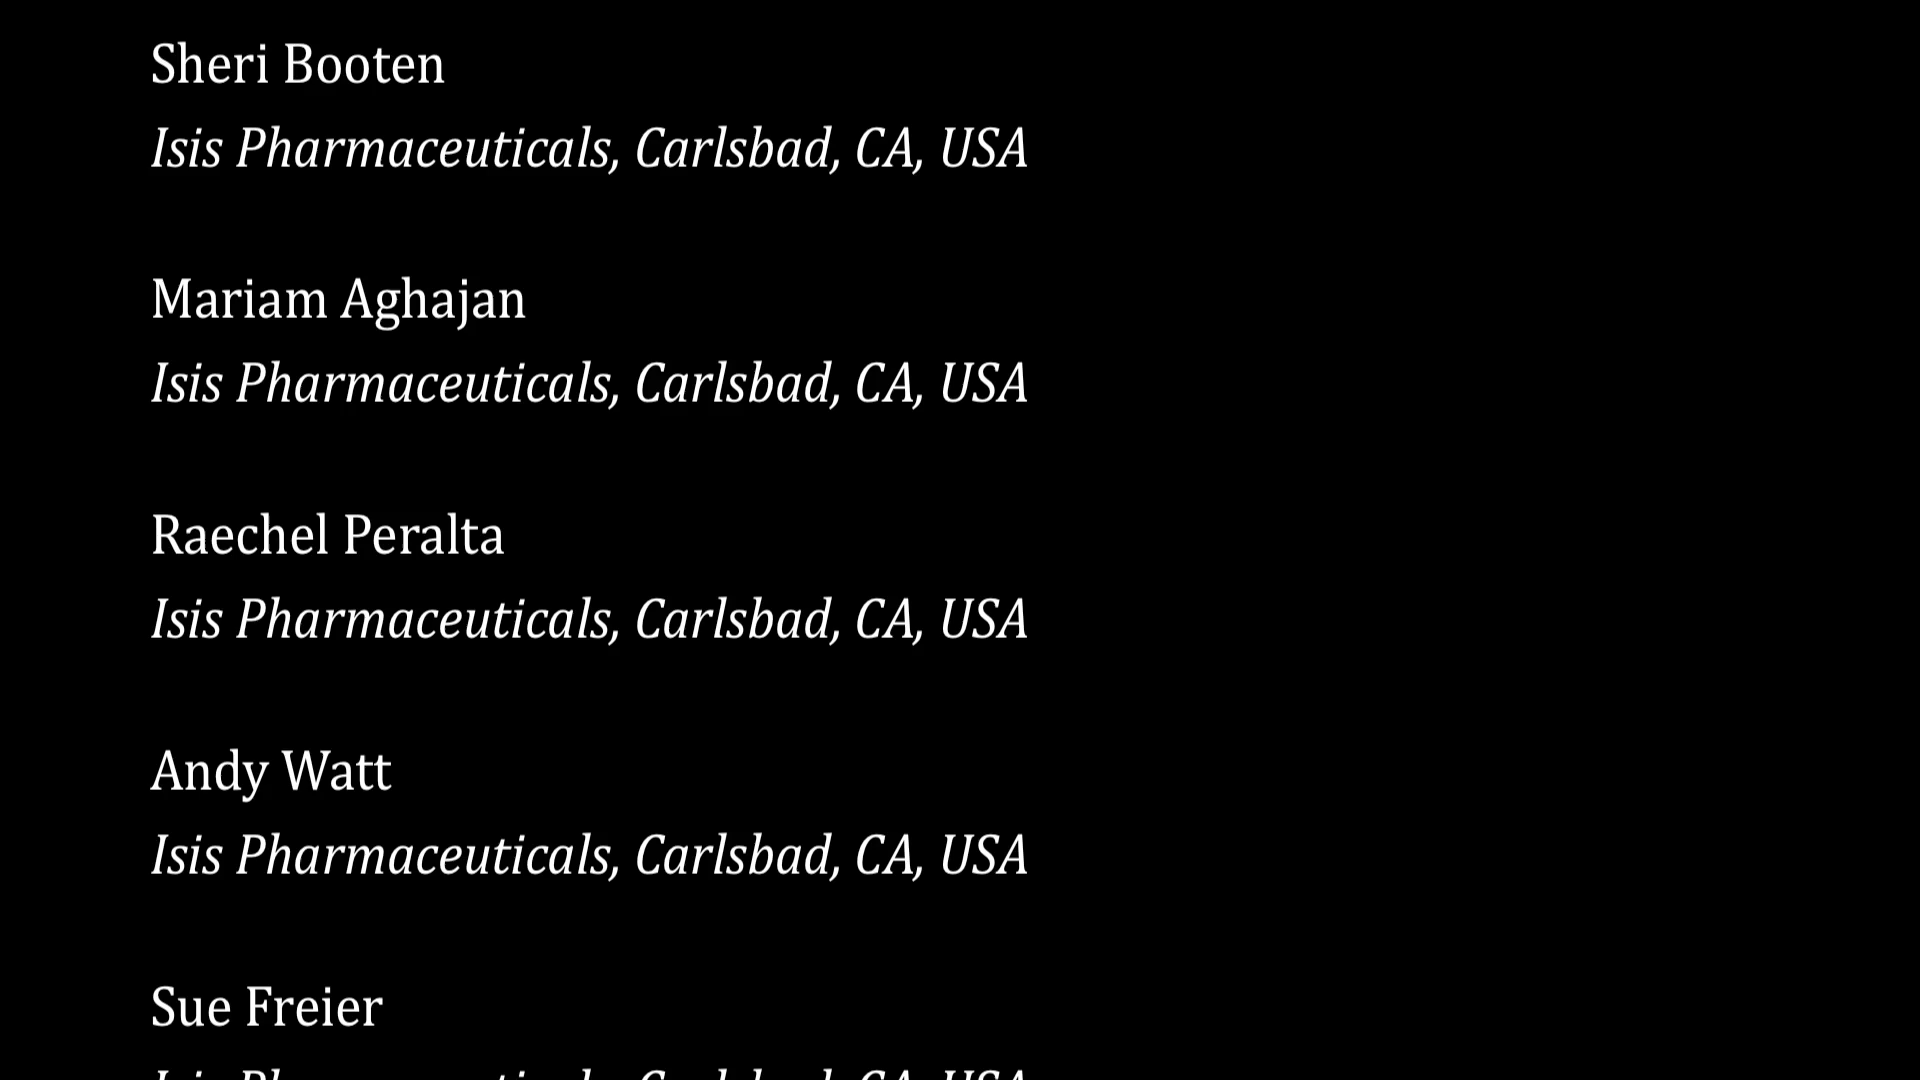 Sheri Booten
Isis Pharmaceuticals, Carlsbad, CA, USA
Mariam Aghajan
Isis Pharmaceuticals, Carlsbad, CA, USA
Raechel Peralta
Isis Pharmaceuticals, Carlsbad, CA, USA
Andy Watt
Isis Pharmaceuticals, Carlsbad, CA, USA
Sue Freier